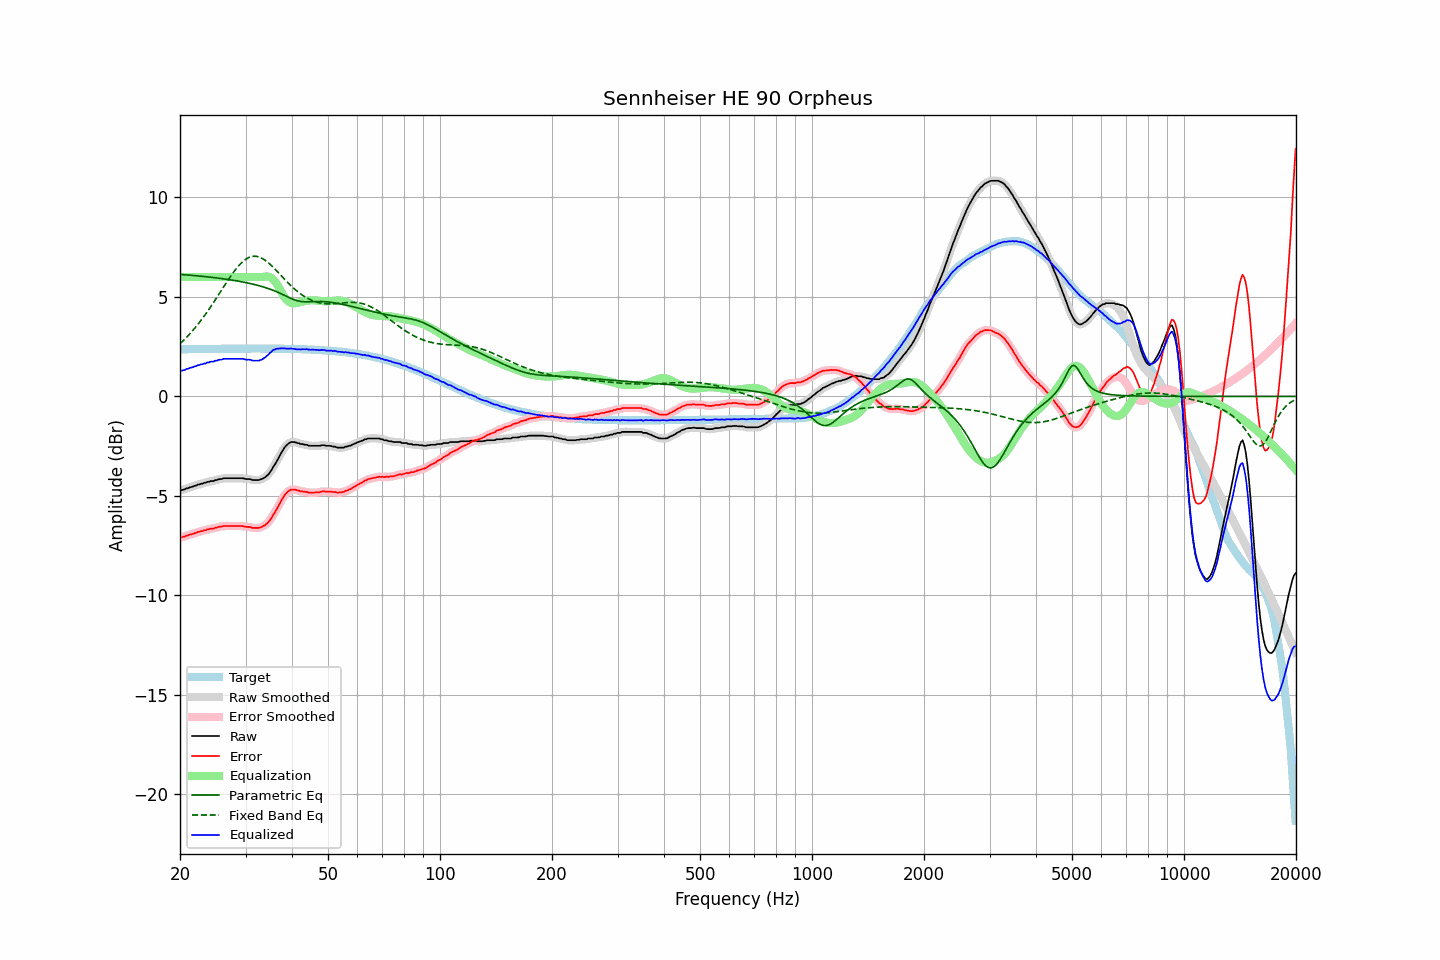 Sennheiser HE 90 Orpheus
Amplitude (dBr)
10
5
0
−5
−10
−15
−20
Target
Raw Smoothed
Error Smoothed
Raw
Error
Equalization
Parametric Eq
Fixed Band Eq
Equalized
20 50 100 200 500 1000 2000 5000 10000 20000
Frequency (Hz)